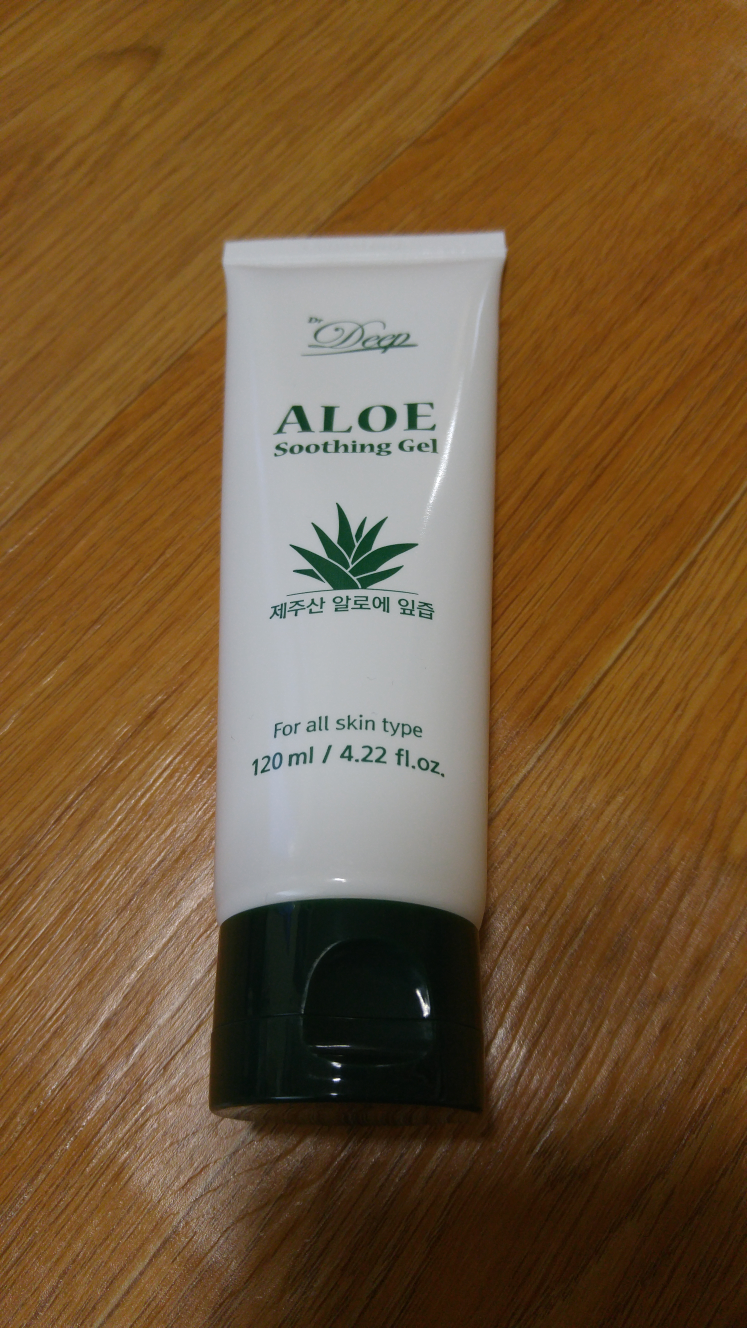 Dr Deep
ALOE
Soothing Gel
제주산 알로에 잎즙
For all skin type
120 ml / 4.22 fl.oz.